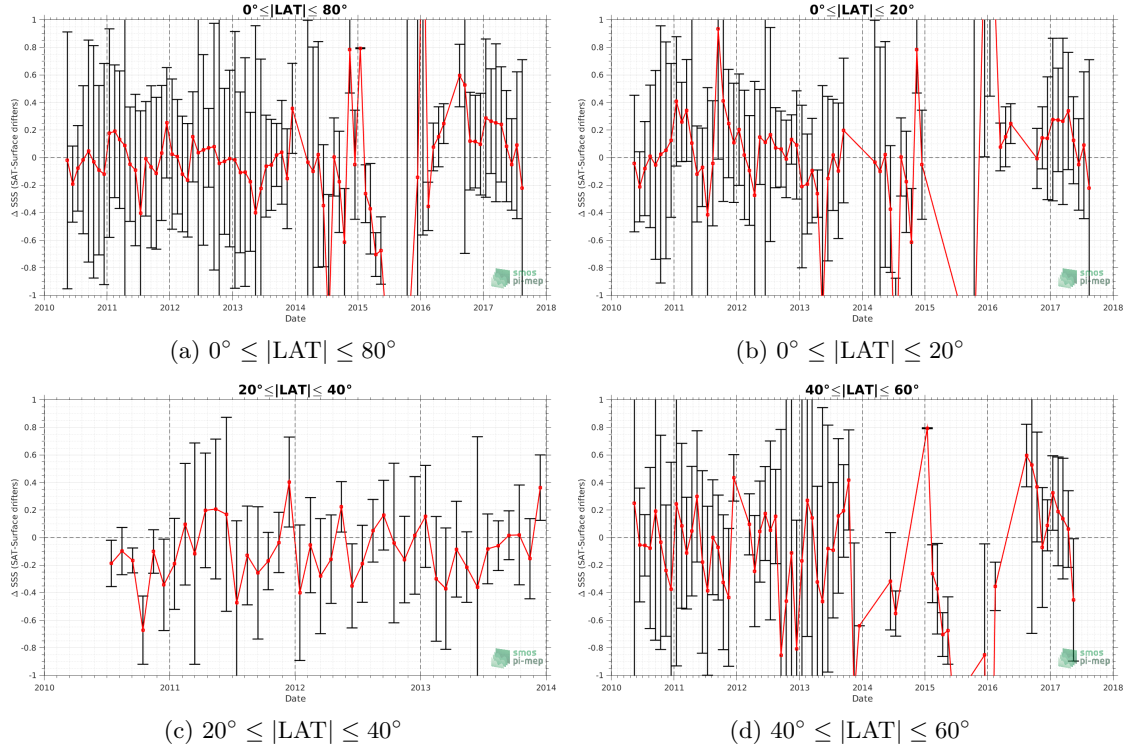 0°≤|LAT|≤ 80°
Δ SSS (SAT-Surface drifters)
1
0.8
0.6
0.4
0.2
0
-0.2
-0.4
-0.6
-0.8
-1
smos
pi-mep
2010 2011 2012 2013 2014 2015 2016 2017 2018
Date
(a) 0° ≤ |LAT| ≤ 80°
0°≤|LAT|≤ 20°
Δ SSS (SAT-Surface drifters)
1
0.8
0.6
0.4
0.2
0
-0.2
-0.4
-0.6
-0.8
-1
smos
pi-mep
2010 2011 2012 2013 2014 2015 2016 2017 2018
Date
(b) 0° ≤ |LAT| ≤ 20°
20°≤|LAT|≤ 40°
Δ SSS (SAT-Surface drifters)
1
0.8
0.6
0.4
0.2
0
-0.2
-0.4
-0.6
-0.8
-1
smos
pi-mep
2010 2011 2012 2013 2014
Date
(c) 20° ≤ |LAT| ≤ 40°
40°≤|LAT|≤ 60°
Δ SSS (SAT-Surface drifters)
1
0.8
0.6
0.4
0.2
0
-0.2
-0.4
-0.6
-0.8
-1
smos
pi-mep
2010 2011 2012 2013 2014 2015 2016 2017 2018
Date
(d) 40° ≤ |LAT| ≤ 60°